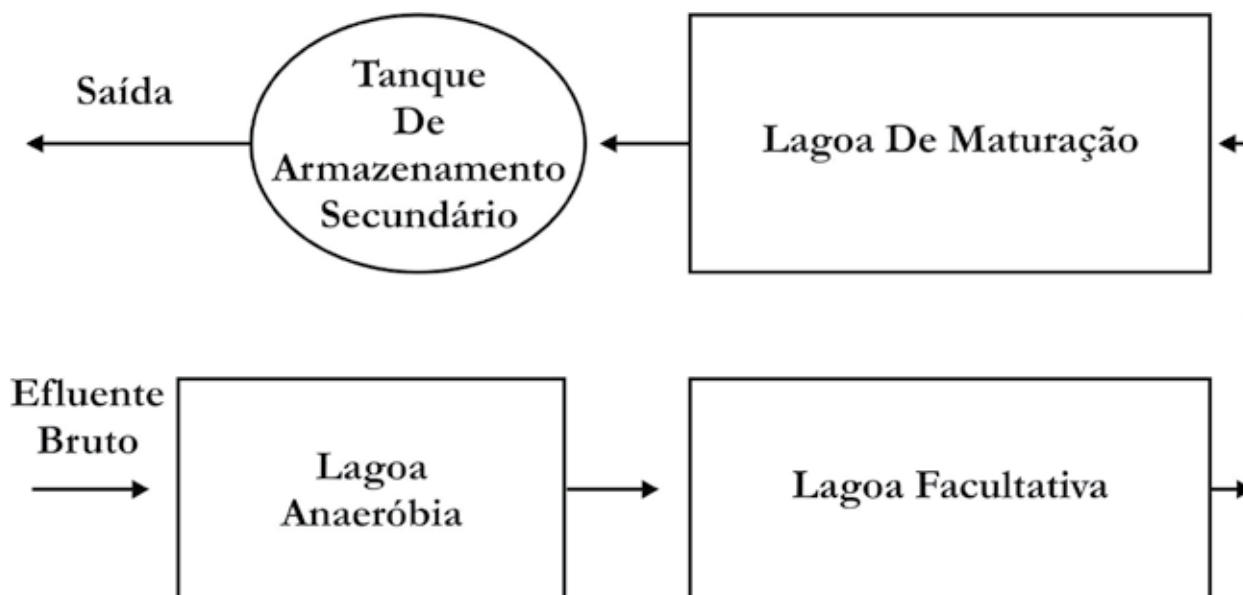 Saída
Tanque
De
Armazenamento
Secundário
Lagoa De Maturação
Efluente
Bruto
Lagoa
Anaeróbia
Lagoa Facultativa